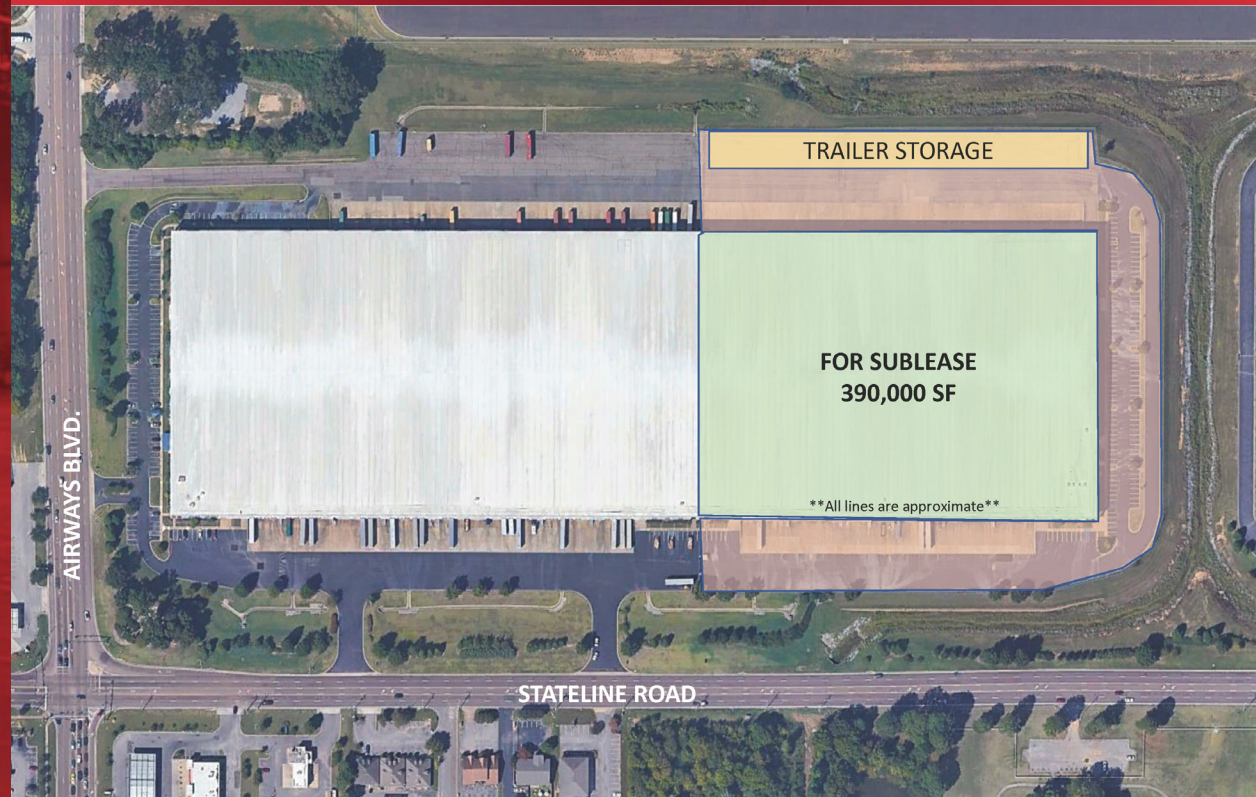 TRAILER STORAGE
FOR SUBLEASE
390,000 SF
**All lines are approximate**
AIRWAYS BLVD.
STATELINE ROAD